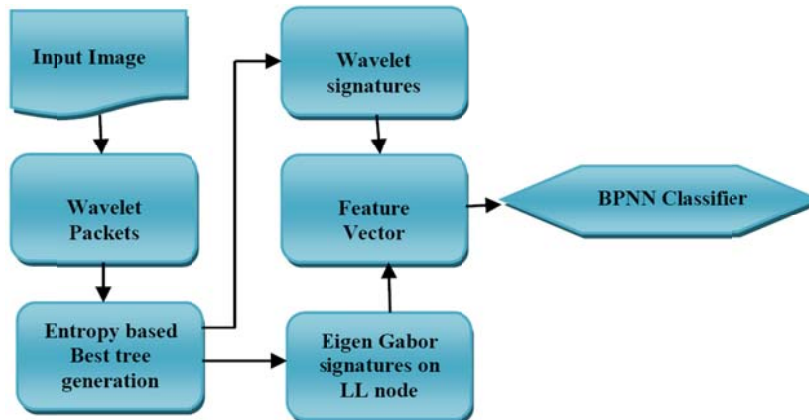 Input Image
Wavelet
Packets
Entropy based
Best tree
generation
Wavelet
signatures
Feature
Vector
Eigen Gabor
signatures on
LL node
BPNN Classifier